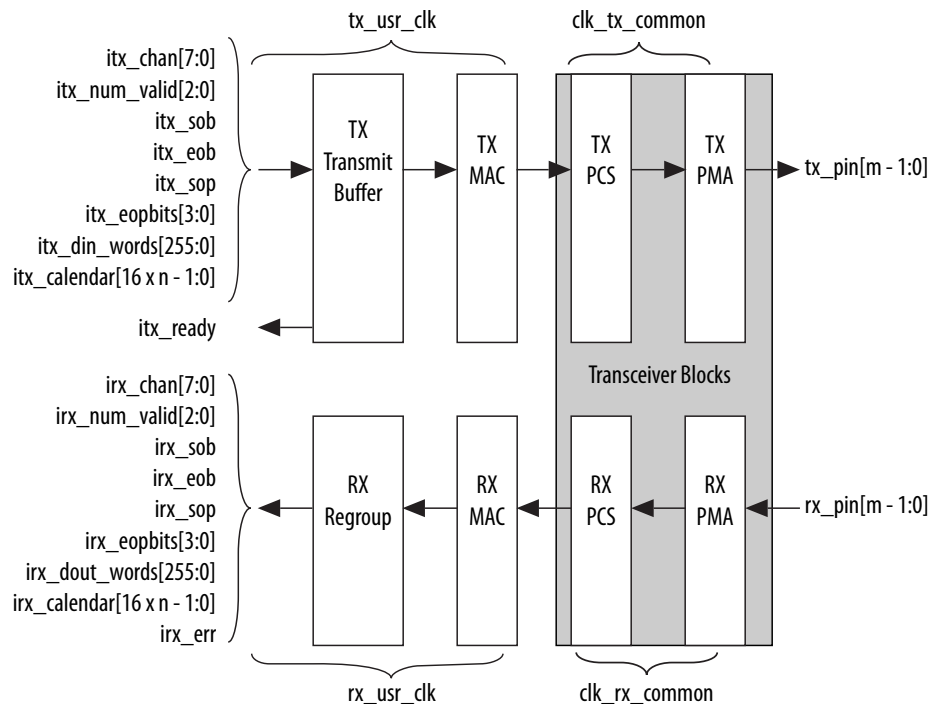 tx_usr_clk
clk_tx_common
itx_chan[7:0]
itx_num_valid[2:0]
itx_sob
itx_eob
itx_sop
itx_eopbits[3:0]
itx_din_words[255:0]
itx_calendar[16 x n - 1:0]
itx_ready
TX
Transmit
Buffer
TX
MAC
TX
PCS
TX
PMA
tx_pin[m - 1:0]
Transceiver Blocks
irx_chan[7:0]
irx_num_valid[2:0]
irx_sob
irx_eob
irx_sop
irx_eopbits[3:0]
irx_dout_words[255:0]
irx_calendar[16 x n - 1:0]
irx_err
RX
Regroup
RX
MAC
RX
PCS
RX
PMA
rx_pin[m - 1:0]
rx_usr_clk
clk_rx_common